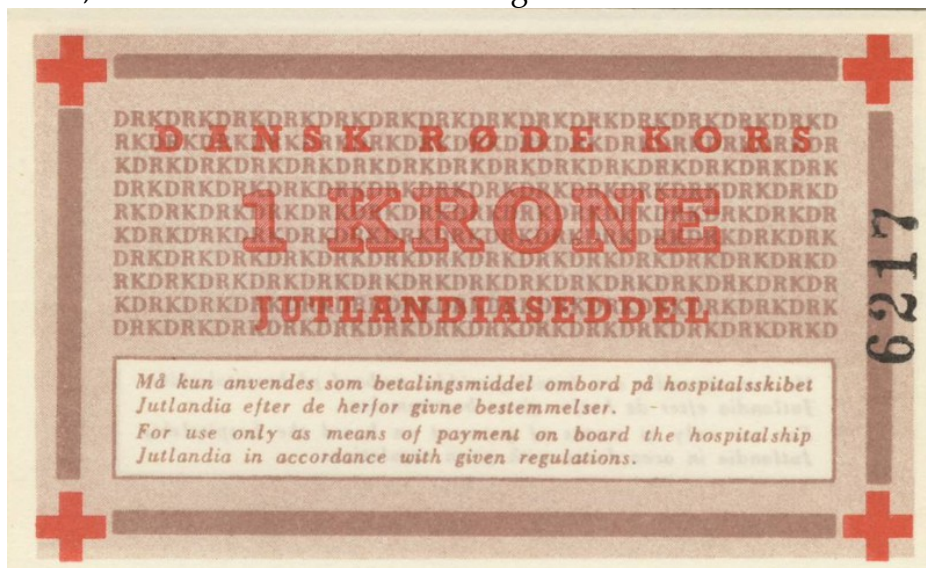 DANSK RØDE KORS
1 KRONE
JUTLANDIASEDDEL
6217
Må kun anvendes som betalingsmiddel ombord på hospitalsskibet
Jutlandia efter de herfor givne bestemmelser. -
For use only as means of payment on board the hospitalship
Jutlandia in accordance with given regulations.